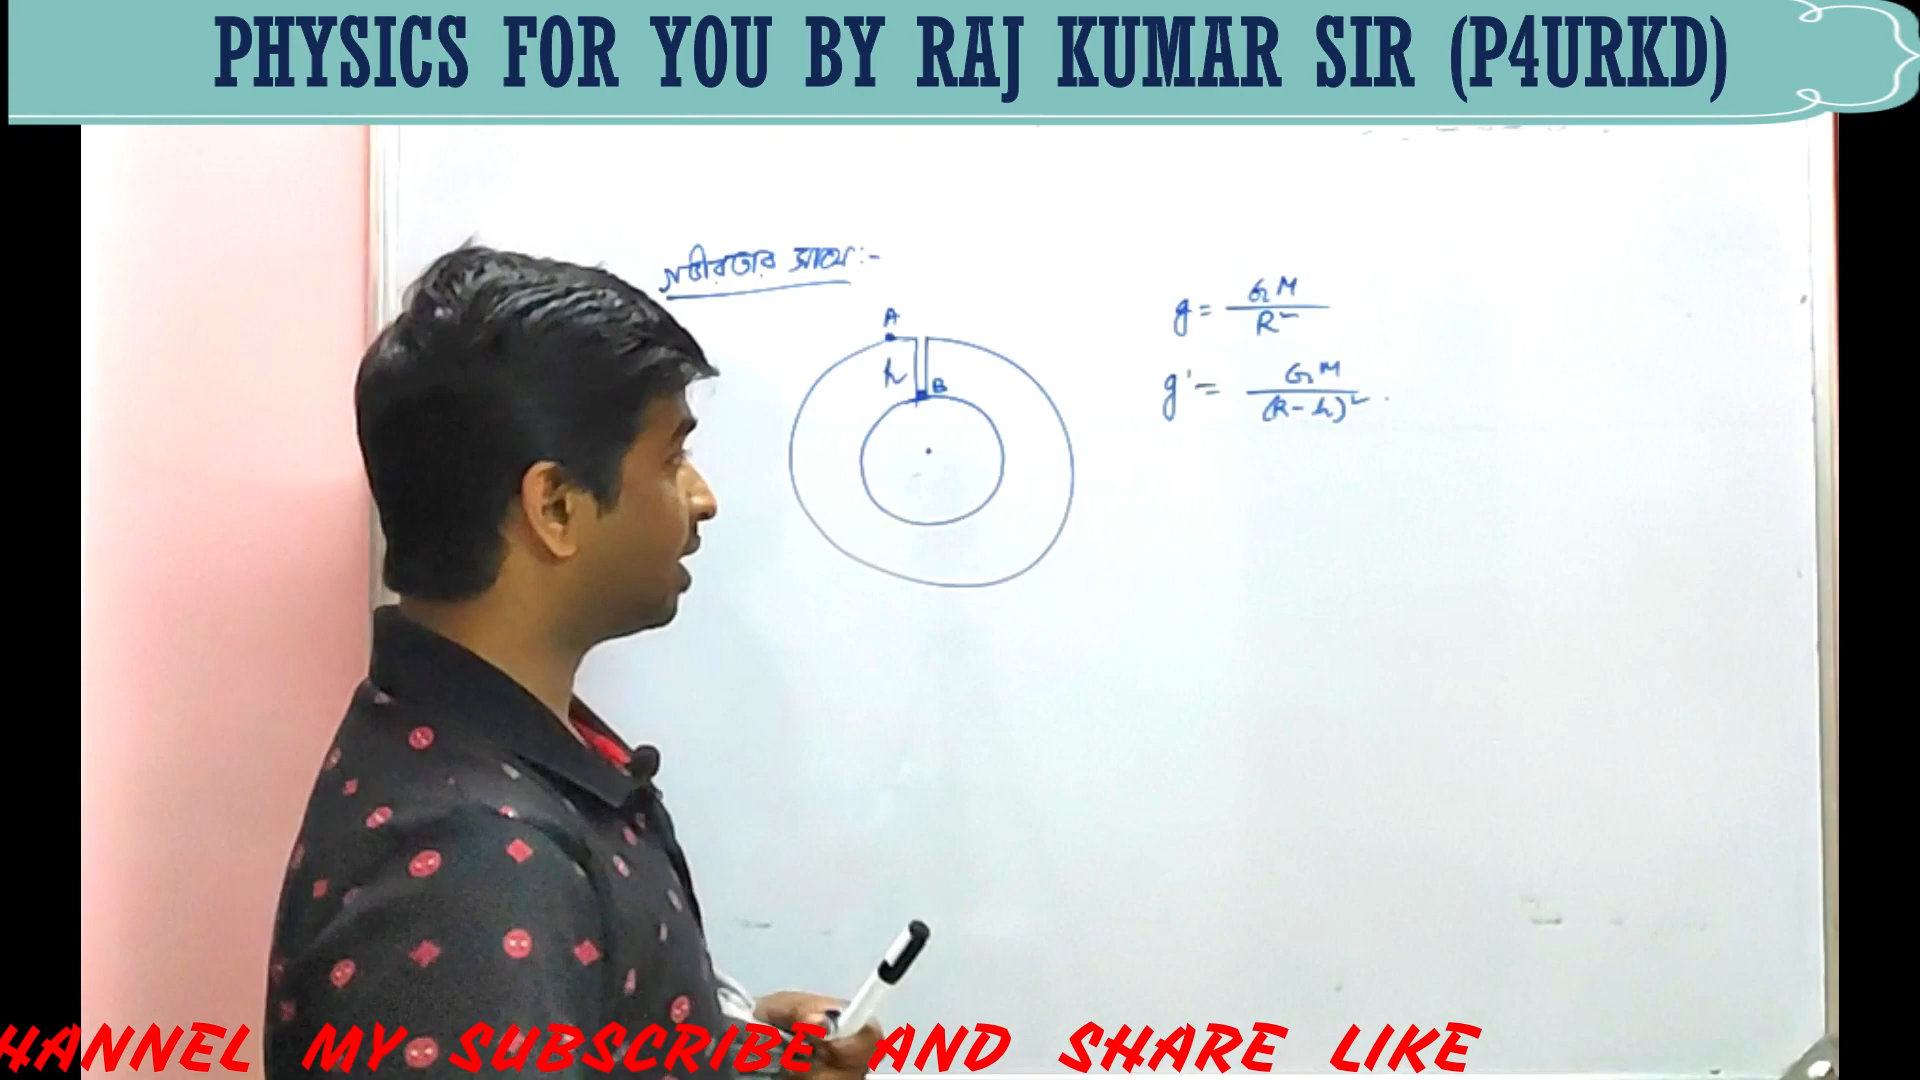 PHYSICS FOR YOU BY RAJ KUMAR SIR (P4URKD)
গভীরতার সাথে :-
A
h
B
g = GM / R²
g' = GM / (R-h)²
HANNEL MY SUBSCRIBE AND SHARE LIKE